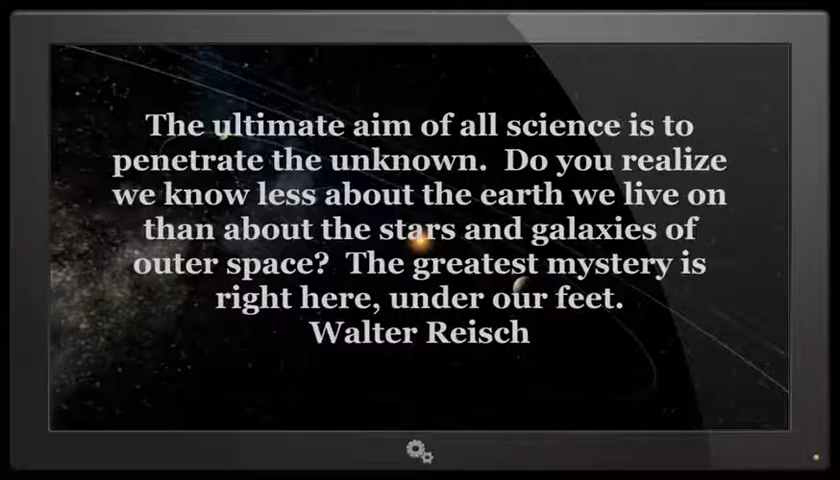 The ultimate aim of all science is to
penetrate the unknown.  Do you realize
we know less about the earth we live on
than about the stars and galaxies of
outer space?  The greatest mystery is
right here, under our feet.
Walter Reisch